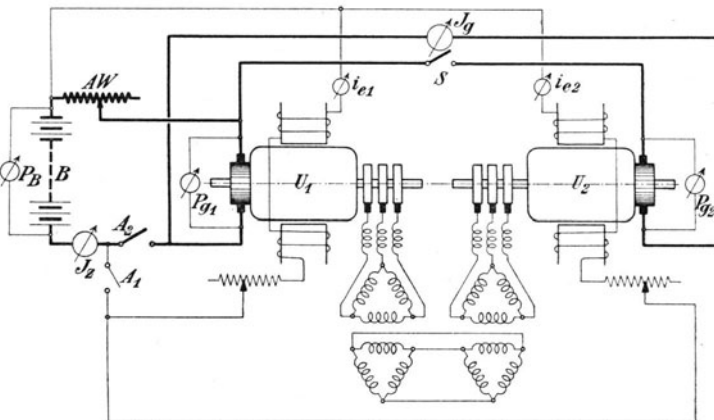 J_g
S
AW
i_e1
i_e2
P_B
B
P_g1
U_1
U_2
P_g2
A_2
J_z
A_1